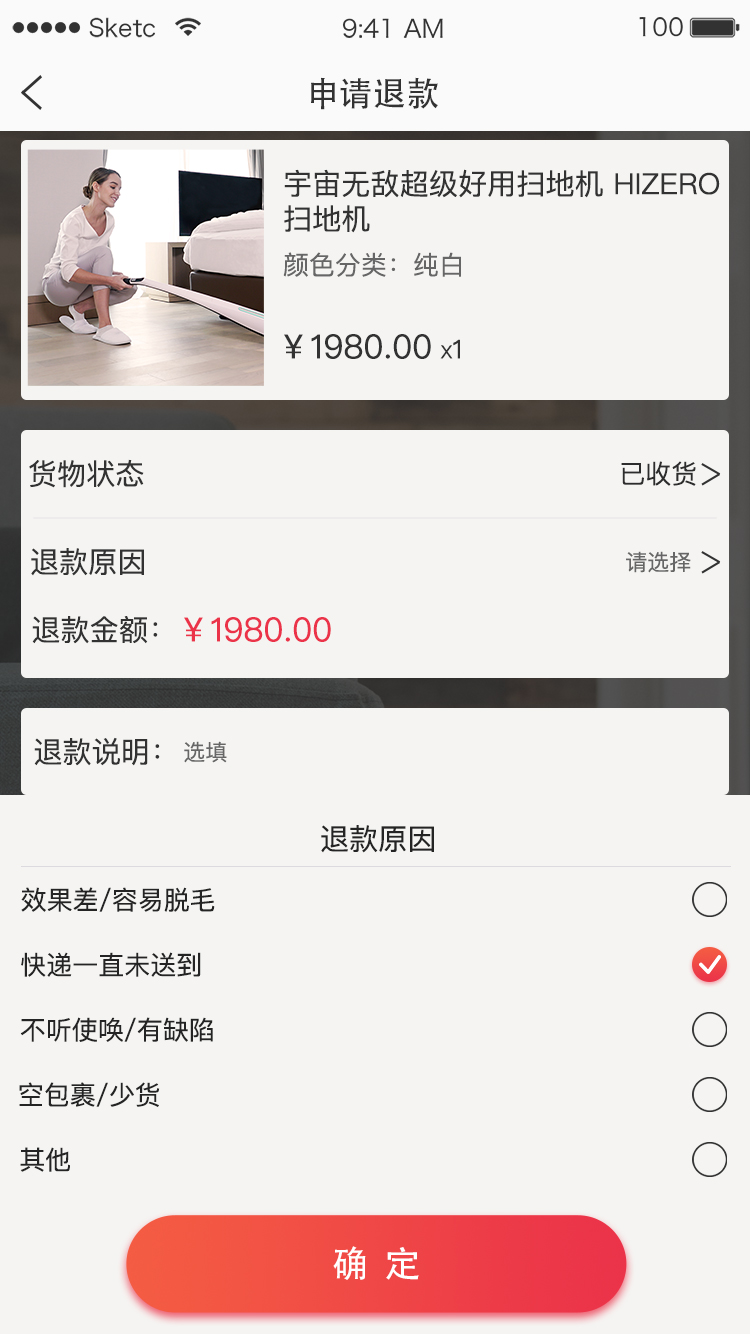 Sketc 9:41 AM 100
申请退款
宇宙无敌超级好用扫地机 HIZERO
扫地机
颜色分类：纯白
￥1980.00 x1
货物状态 已收货
退款原因 请选择
退款金额：￥1980.00
退款说明：选填
退款原因
效果差/容易脱毛
快递一直未送到
不听使唤/有缺陷
空包裹/少货
其他
确 定